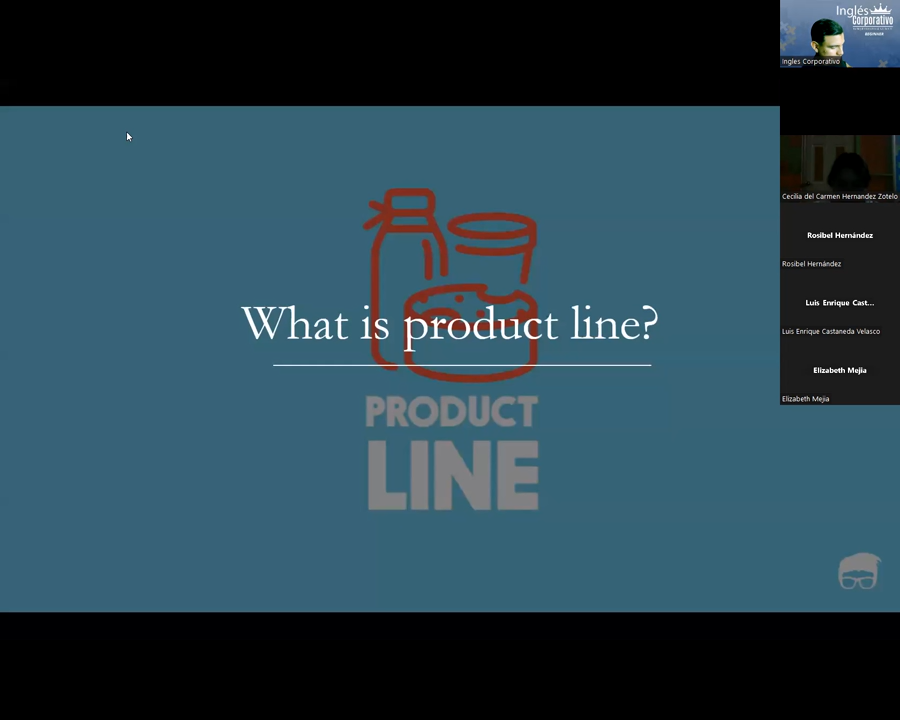 Inglés
Corporativo
Ingles Corporativo
Cecilia del Carmen Hernandez Zotelo
Rosibel Hernández
Rosibel Hernández
Luis Enrique Cast...
Luis Enrique Castaneda Velasco
Elizabeth Mejia
Elizabeth Mejia
What is product line?
PRODUCT
LINE